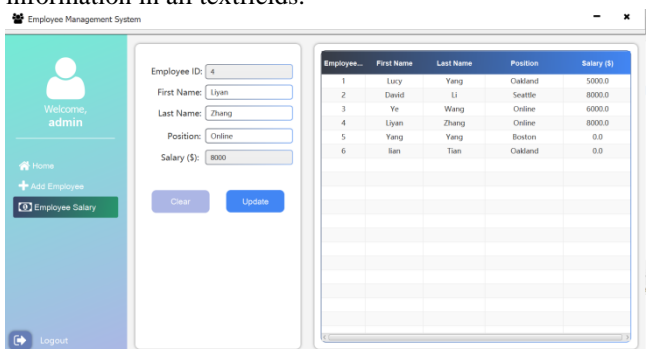 information in all textfields.
Employee Management System
Welcome,
admin
Home
Add Employee
Employee Salary
Logout
Employee ID: 4
First Name: Liyan
Last Name: Zhang
Position: Online
Salary ($): 8000
Clear Update
Employee... First Name Last Name Position Salary ($)
1 Lucy Yang Oakland 5000.0
2 David Li Seattle 8000.0
3 Ye Wang Online 6000.0
4 Liyan Zhang Online 8000.0
5 Yang Yang Boston 0.0
6 lian Tian Oakland 0.0